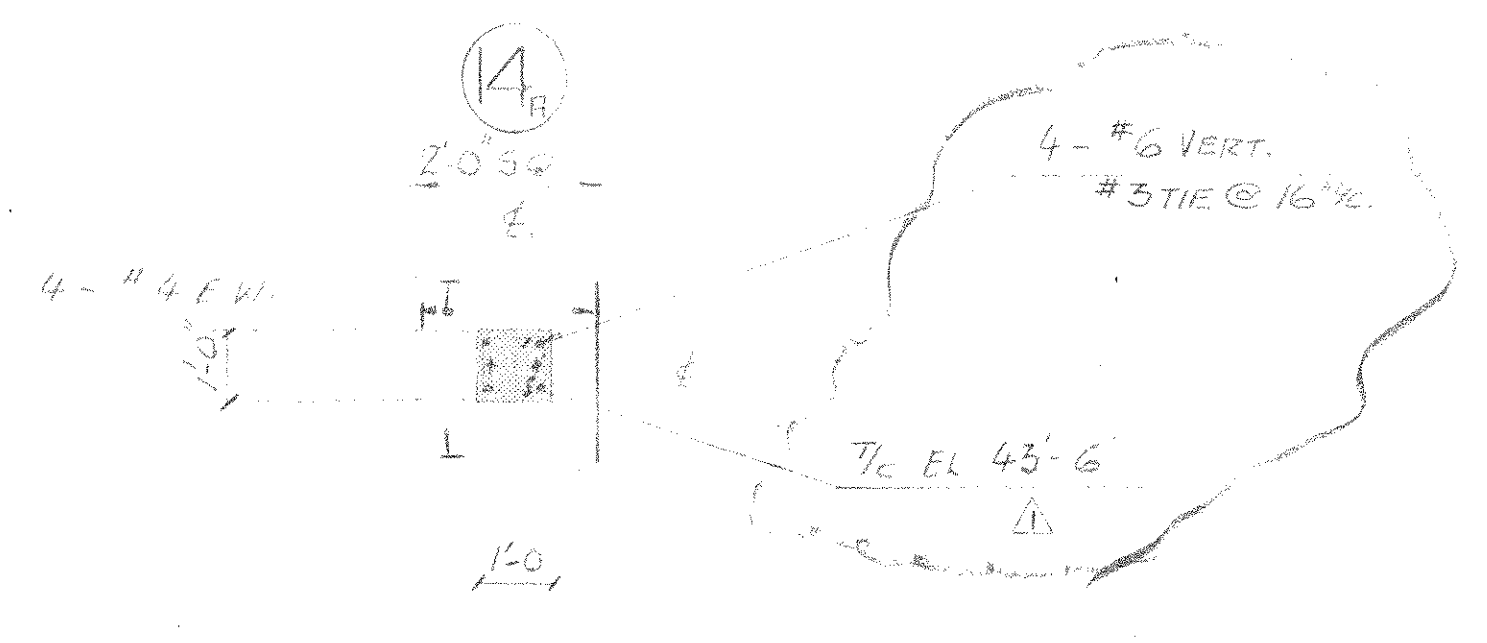 14A
2'-0" SQ
℄
4 - #6 VERT.
#3 TIE @ 16" o/c.
4 - #4 E.W.
1'-0"
℄
T/C EL 43'-6
1
1'-0